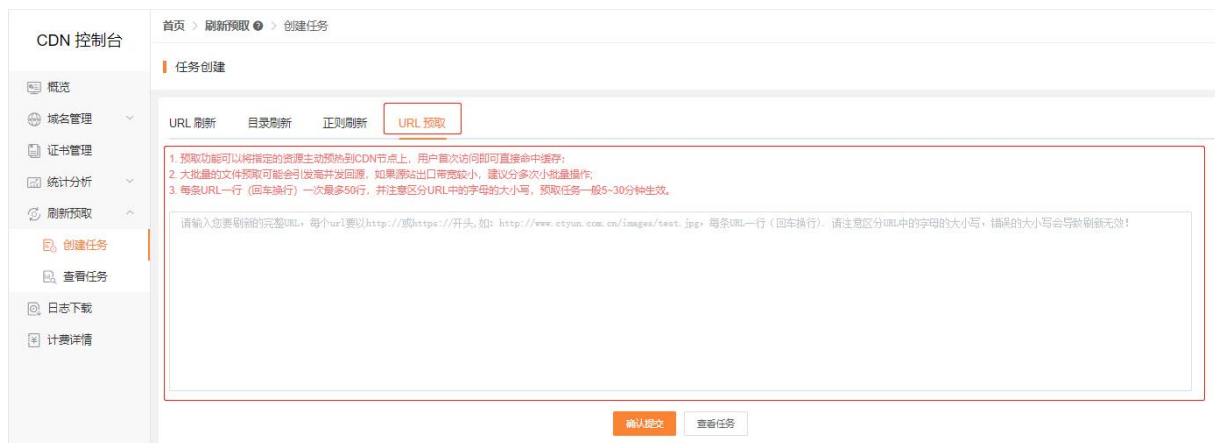 CDN 控制台
概览
域名管理
证书管理
统计分析
刷新预取
创建任务
查看任务
日志下载
计费详情
首页 > 刷新预取 > 创建任务
任务创建
URL 刷新 目录刷新 正则刷新 URL 预取
1. 预取功能可以将指定的资源主动预热到CDN节点上，用户首次访问即可直接命中缓存;
2. 大批量的文件预取可能会引发高并发回源，如果源站出口带宽较小，建议分多次小批量操作;
3. 每条URL一行（回车换行）一次最多50行，并注意区分URL中的字母的大小写，预取任务一般5~30分钟生效。
请输入您要刷新的完整URL，每个url要以http://或https://开头,如: http://www.ctyun.com.cn/images/test.jpg，每条URL一行（回车换行）. 请注意区分URL中的字母的大小写，错误的大小写会导致刷新无效!
确认提交 查看任务